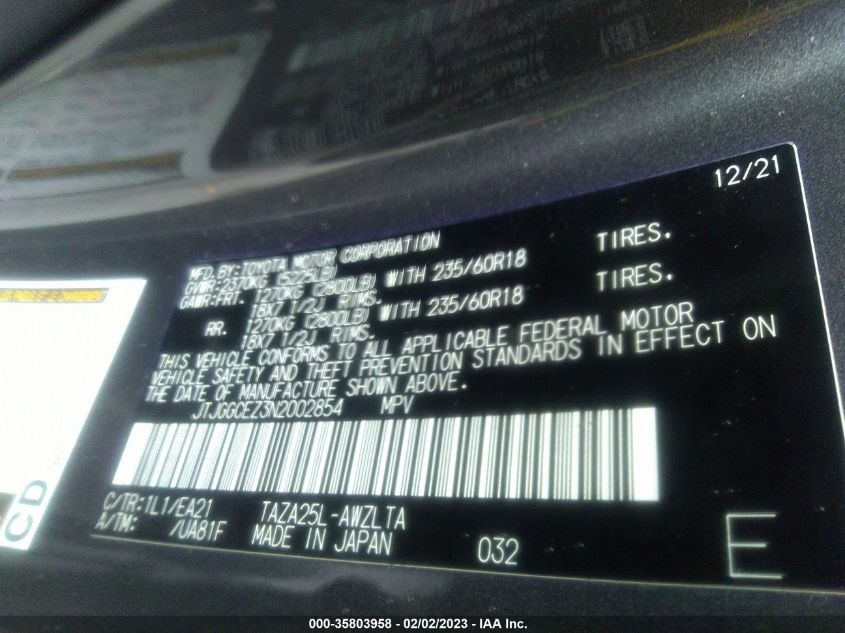 12/21
MFD. BY: TOYOTA MOTOR CORPORATION
GVWR: 2370KG (5225LB)
GAWR: FRT. 1270KG (2800LB) WITH 235/60R18 TIRES.
18X7 1/2J RIMS.
RR. 1270KG (2800LB) WITH 235/60R18 TIRES.
18X7 1/2J RIMS.
THIS VEHICLE CONFORMS TO ALL APPLICABLE FEDERAL MOTOR
VEHICLE SAFETY AND THEFT PREVENTION STANDARDS IN EFFECT ON
THE DATE OF MANUFACTURE SHOWN ABOVE.
JTJGGCEZ3N2002854 MPV
C/TR: 1L1/EA21 TAZA25L-AWZLTA
A/TM: /UA81F MADE IN JAPAN 032 E
CD
000-35803958 - 02/02/2023 - IAA Inc.